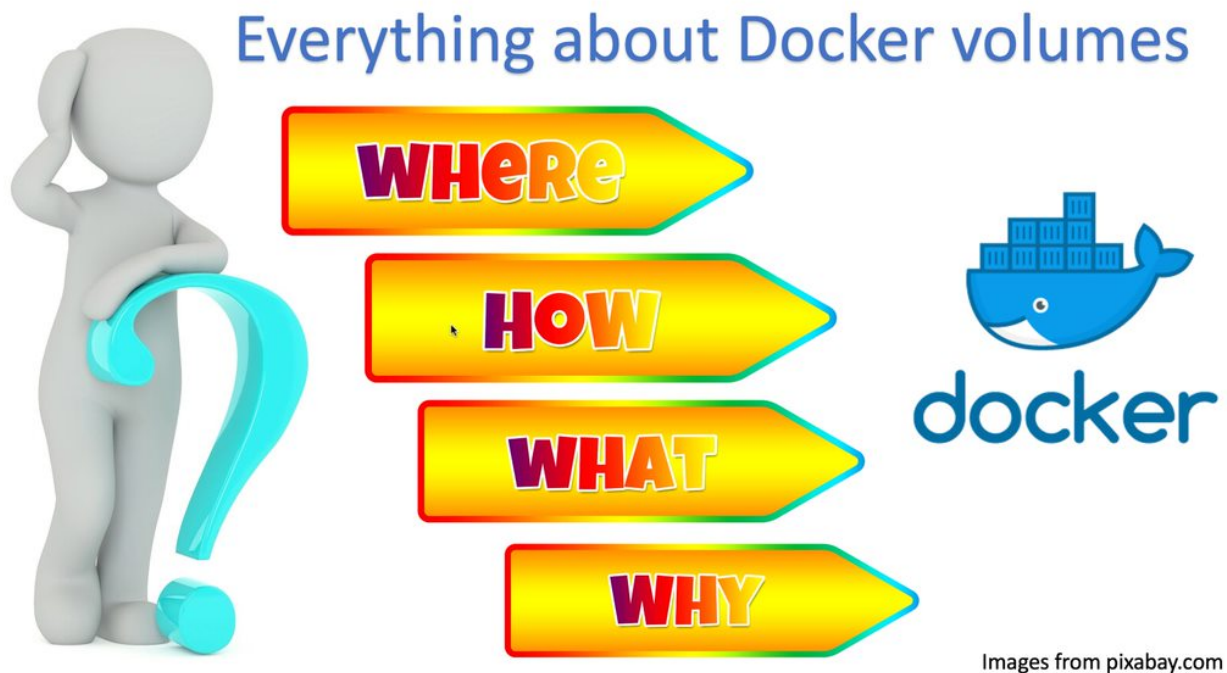 Everything about Docker volumes
WHERE
HOW
WHAT
WHY
docker
Images from pixabay.com